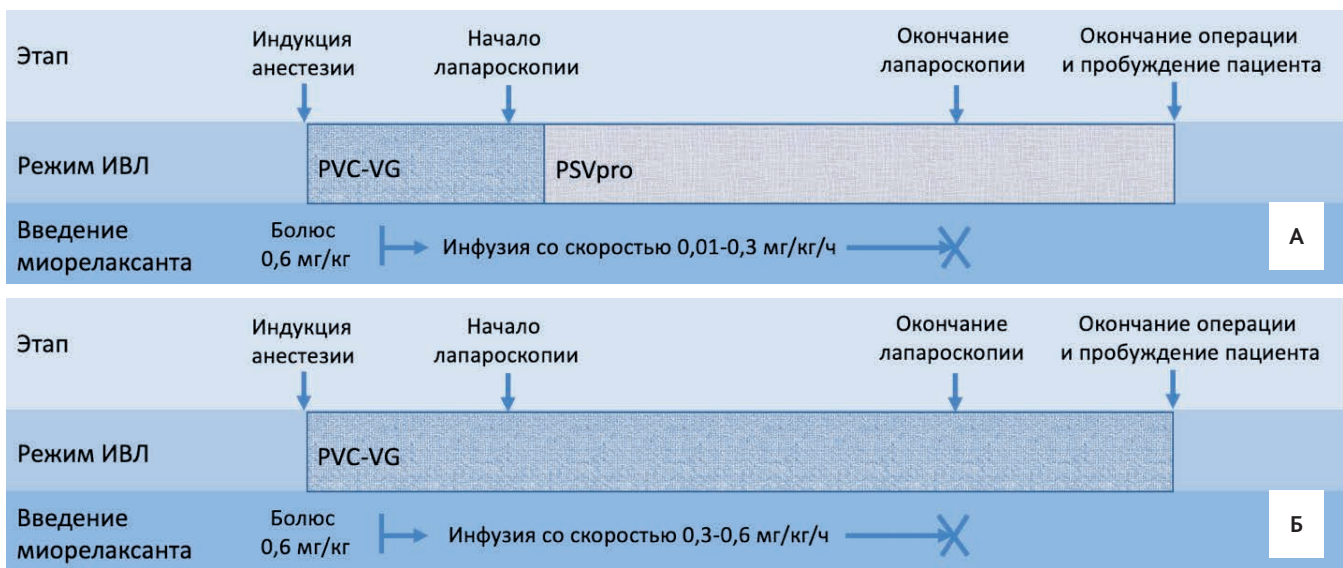 Этап
Индукция
анестезии
Начало
лапароскопии
Окончание
лапароскопии
Окончание операции
и пробуждение пациента
Режим ИВЛ
PVC-VG
PSVpro
Введение
миорелаксанта
Болюс
0,6 мг/кг
Инфузия со скоростью 0,01-0,3 мг/кг/ч
А
Этап
Индукция
анестезии
Начало
лапароскопии
Окончание
лапароскопии
Окончание операции
и пробуждение пациента
Режим ИВЛ
PVC-VG
Введение
миорелаксанта
Болюс
0,6 мг/кг
Инфузия со скоростью 0,3-0,6 мг/кг/ч
Б